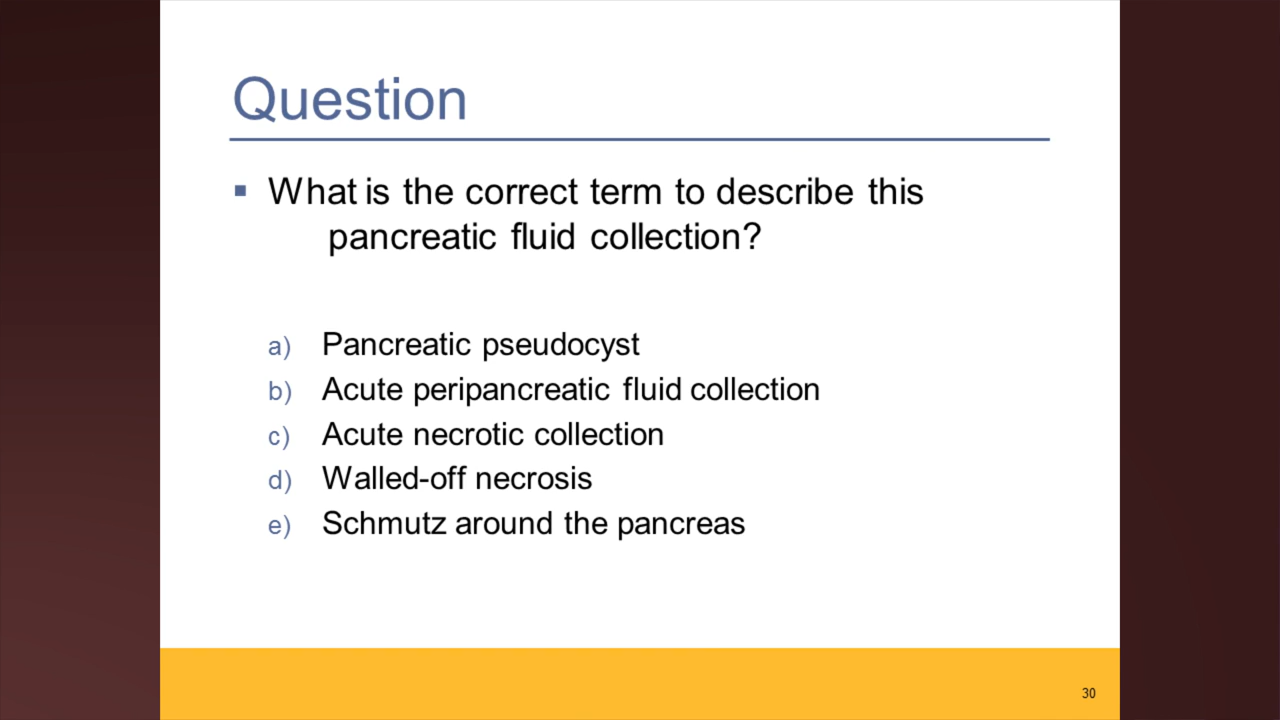 Question
▪ What is the correct term to describe this
pancreatic fluid collection?
a) Pancreatic pseudocyst
b) Acute peripancreatic fluid collection
c) Acute necrotic collection
d) Walled-off necrosis
e) Schmutz around the pancreas
30